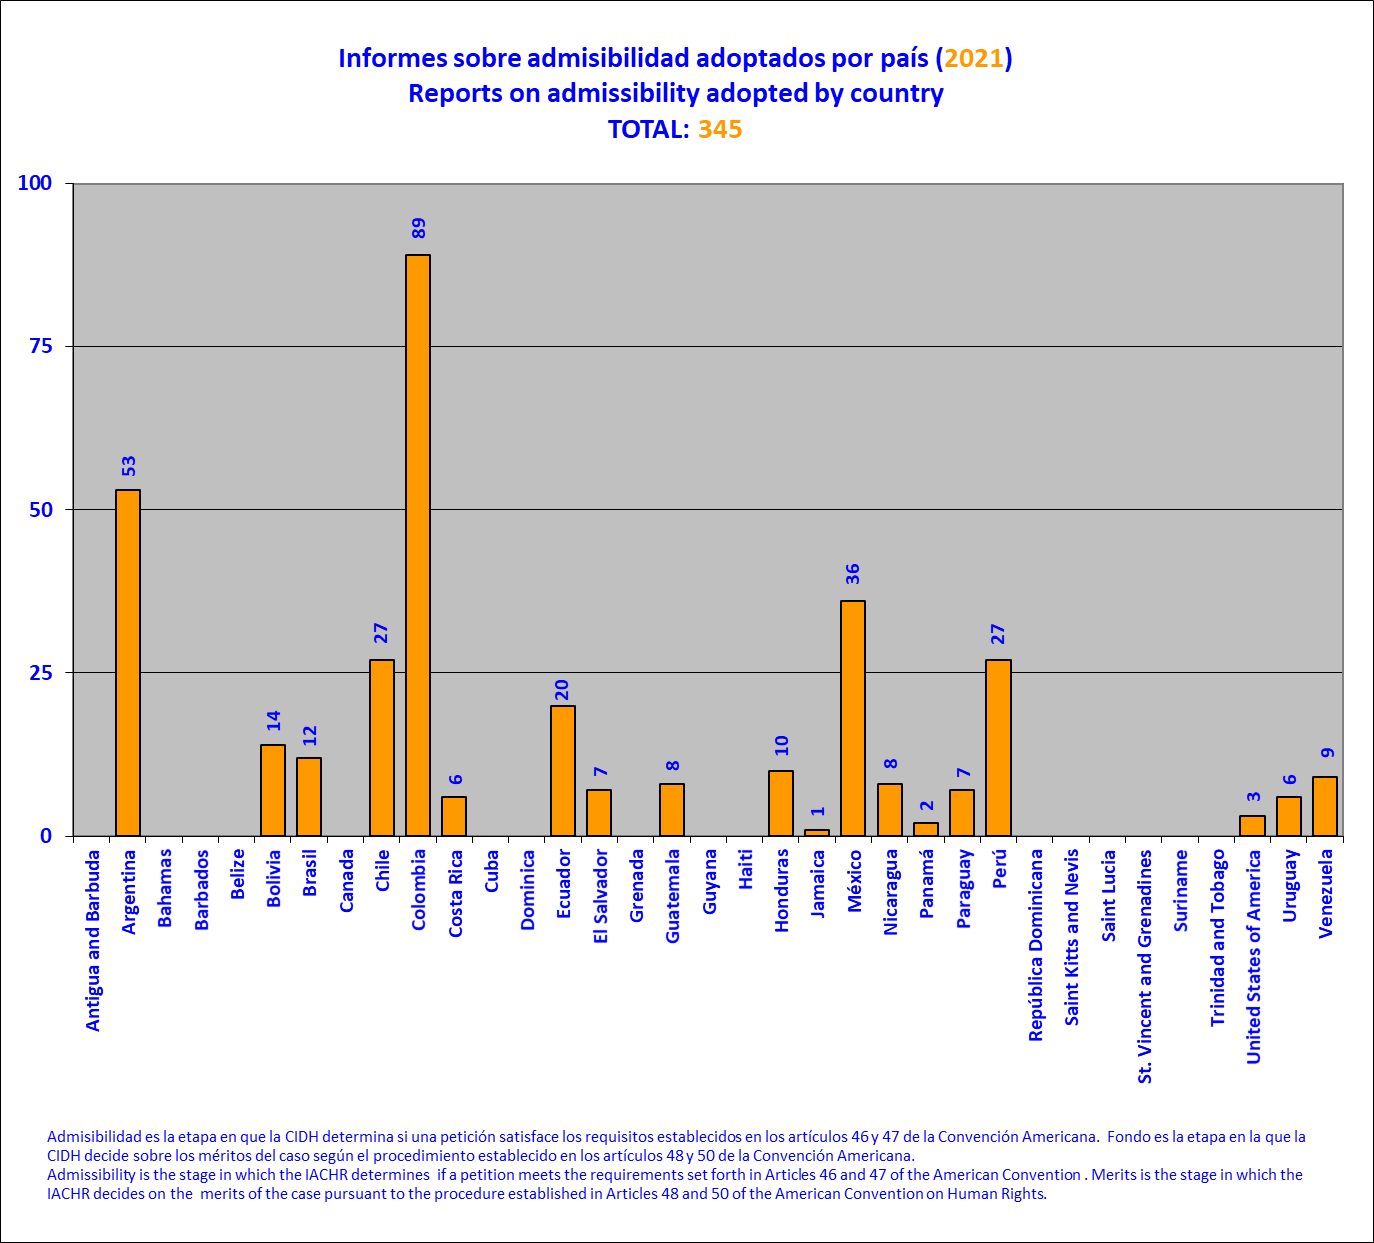 Informes sobre admisibilidad adoptados por país (2021)
Reports on admissibility adopted by country
TOTAL: 345
100
75
50
25
0
53
14
12
27
89
6
20
7
8
10
1
36
8
2
7
27
3
6
9
Antigua and Barbuda
Argentina
Bahamas
Barbados
Belize
Bolivia
Brasil
Canada
Chile
Colombia
Costa Rica
Cuba
Dominica
Ecuador
El Salvador
Grenada
Guatemala
Guyana
Haiti
Honduras
Jamaica
México
Nicaragua
Panamá
Paraguay
Perú
República Dominicana
Saint Kitts and Nevis
Saint Lucia
St. Vincent and Grenadines
Suriname
Trinidad and Tobago
United States of America
Uruguay
Venezuela
Admisibilidad es la etapa en que la CIDH determina si una petición satisface los requisitos establecidos en los artículos 46 y 47 de la Convención Americana.  Fondo es la etapa en la que la
CIDH decide sobre los méritos del caso según el procedimiento establecido en los artículos 48 y 50 de la Convención Americana.
Admissibility is the stage in which the IACHR determines  if a petition meets the requirements set forth in Articles 46 and 47 of the American Convention . Merits is the stage in which the
IACHR decides on the  merits of the case pursuant to the procedure established in Articles 48 and 50 of the American Convention on Human Rights.